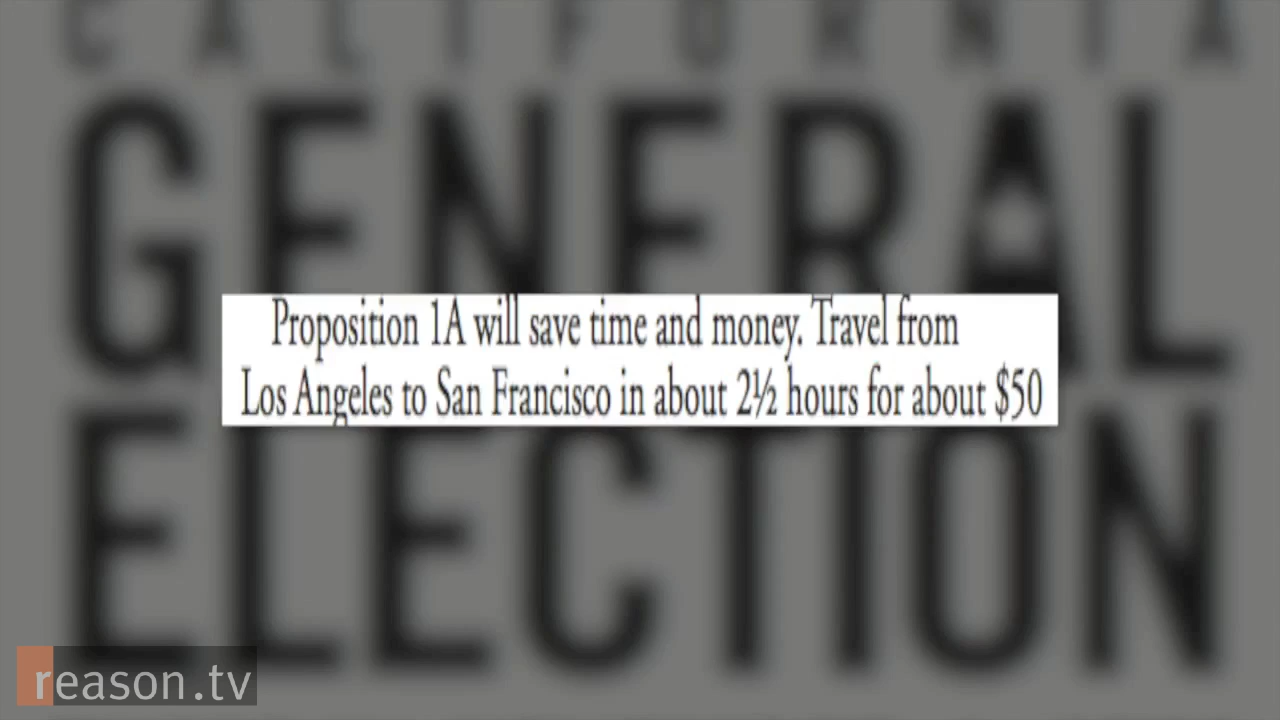 CALIFORNIA
GENERAL
Proposition 1A will save time and money. Travel from
Los Angeles to San Francisco in about 2½ hours for about $50
ELECTION
reason.tv